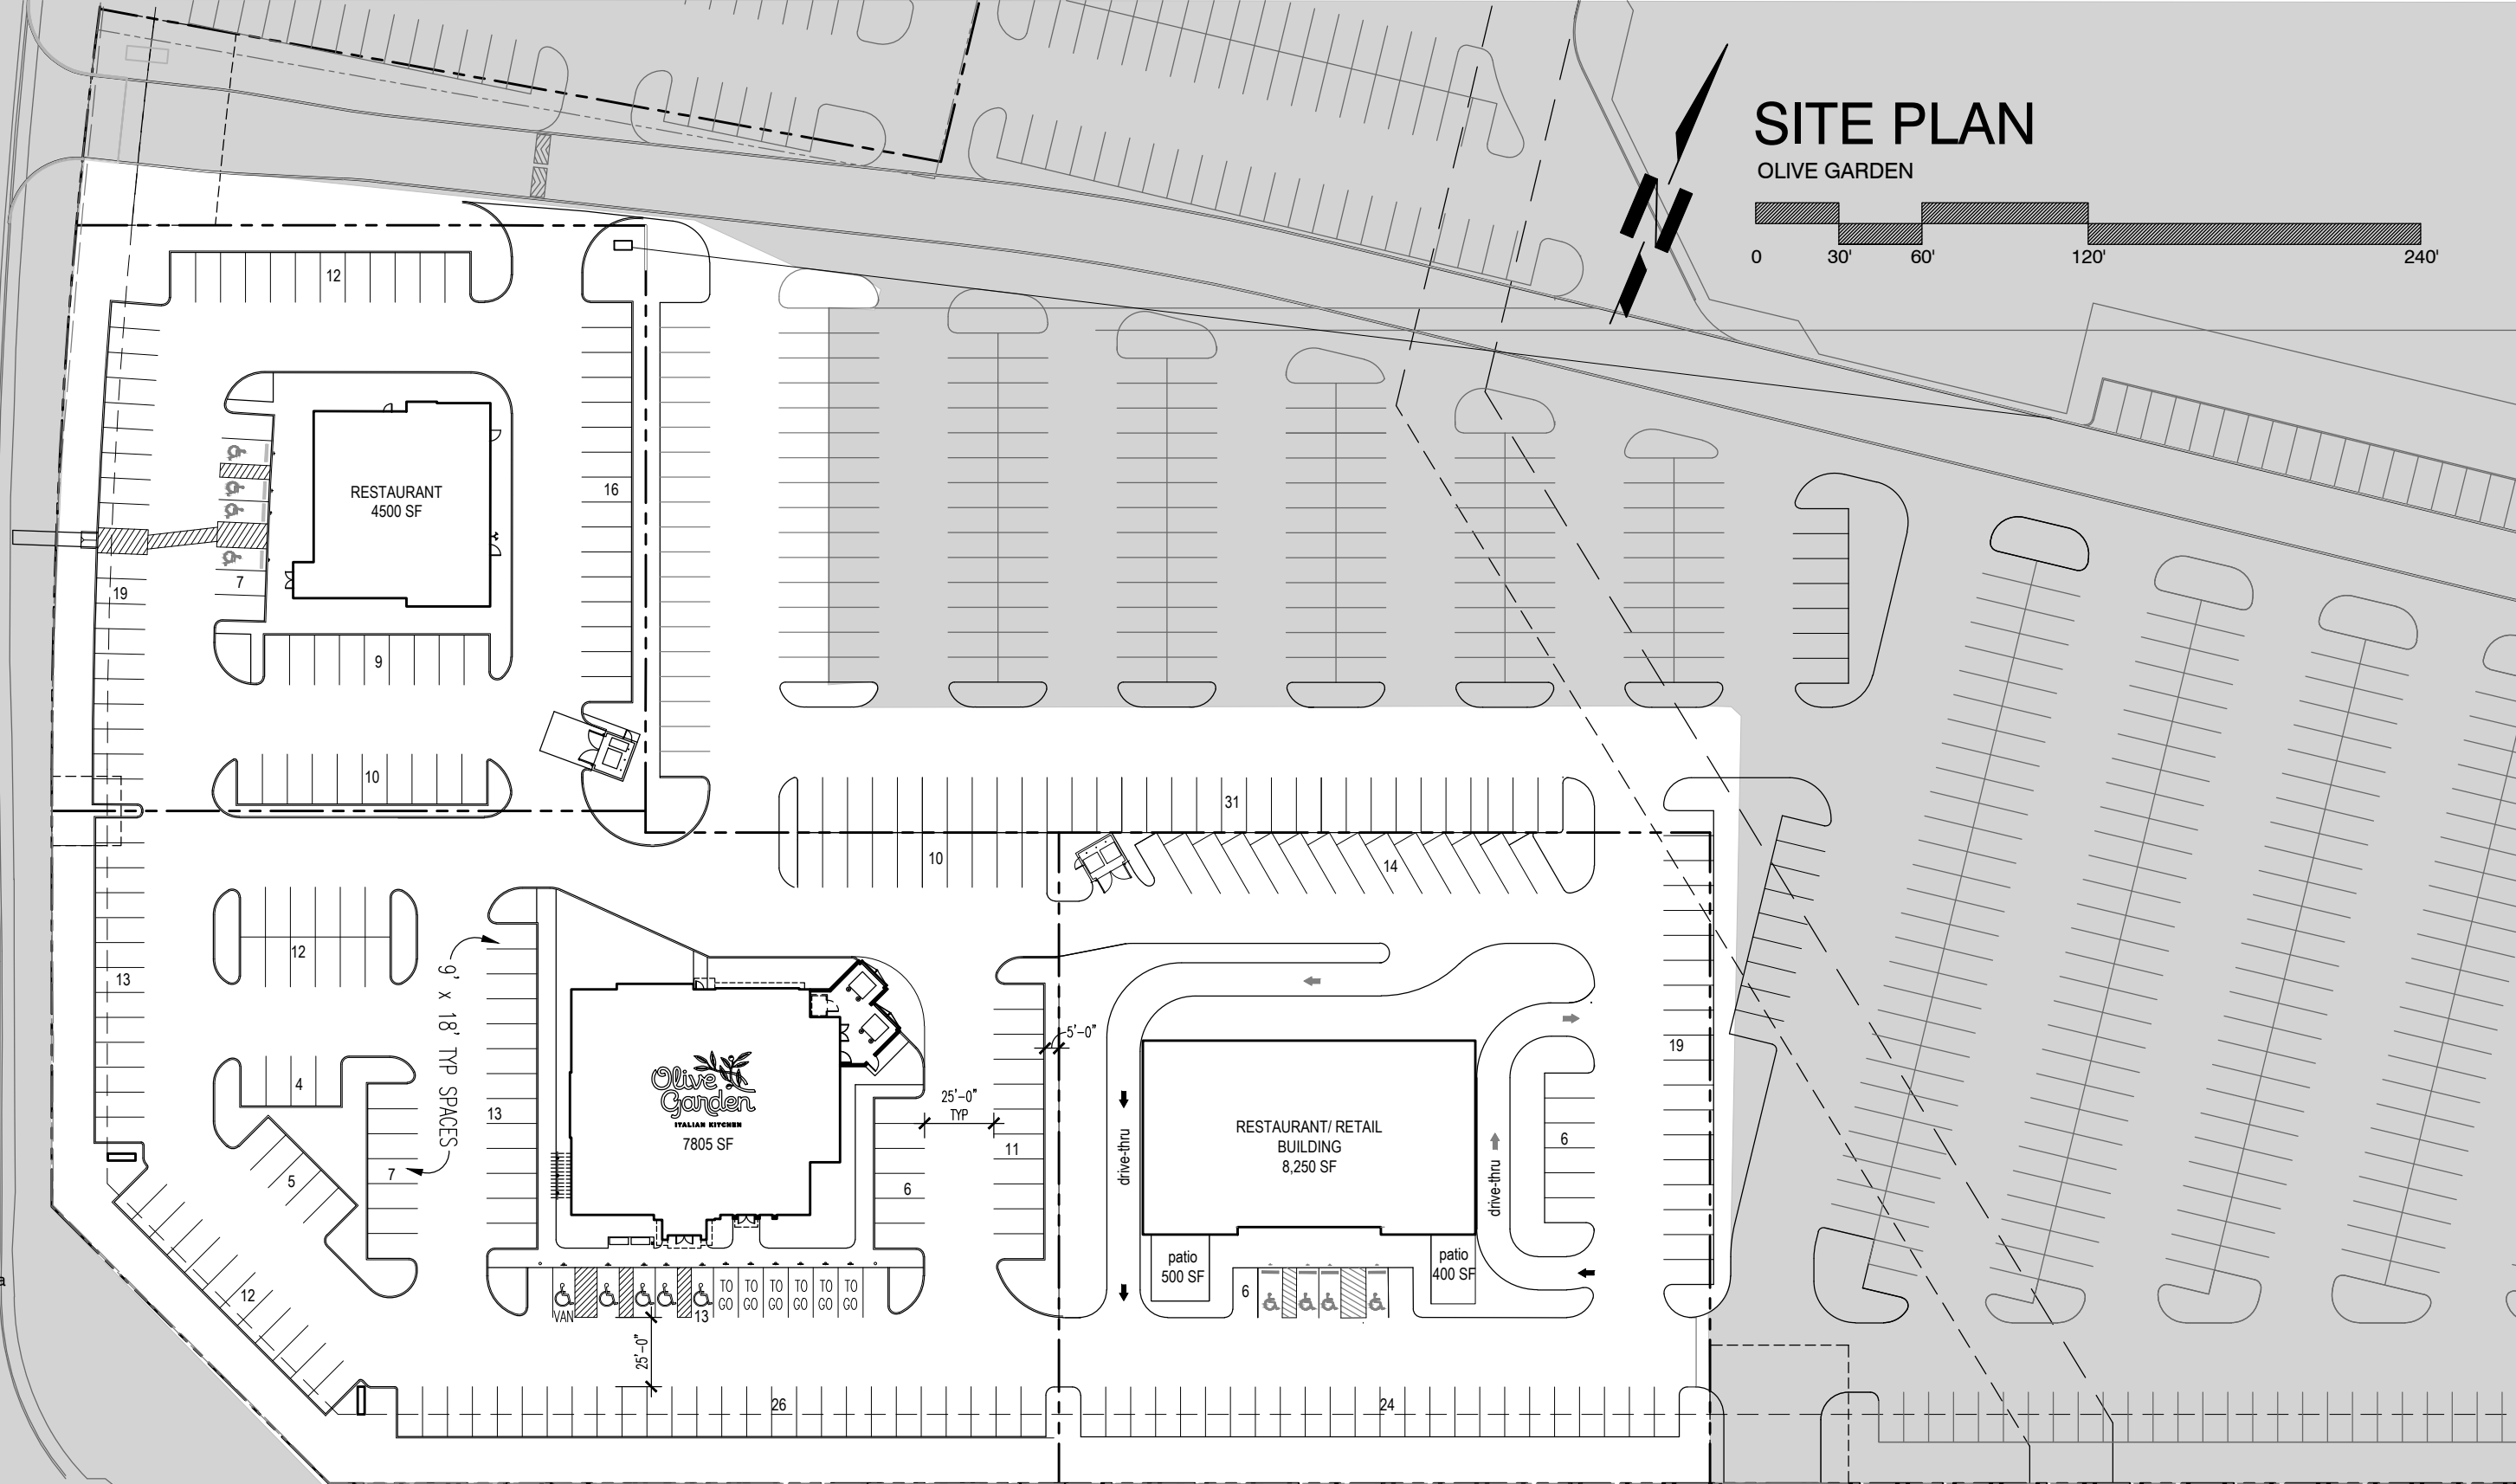 SITE PLAN
OLIVE GARDEN
0 30' 60' 120' 240'
12
RESTAURANT
4500 SF
16
19
7
9
10
31
10
14
12
13
9' x 18' TYP SPACES
4
5
7
12
13
Olive
Garden
ITALIAN KITCHEN
7805 SF
25'-0"
TYP
5'-0"
11
6
drive-thru
RESTAURANT/ RETAIL
BUILDING
8,250 SF
drive-thru
6
19
patio
500 SF
patio
400 SF
6
VAN
13
TO
GO
TO
GO
TO
GO
TO
GO
TO
GO
TO
GO
25'-0"
26
24
a